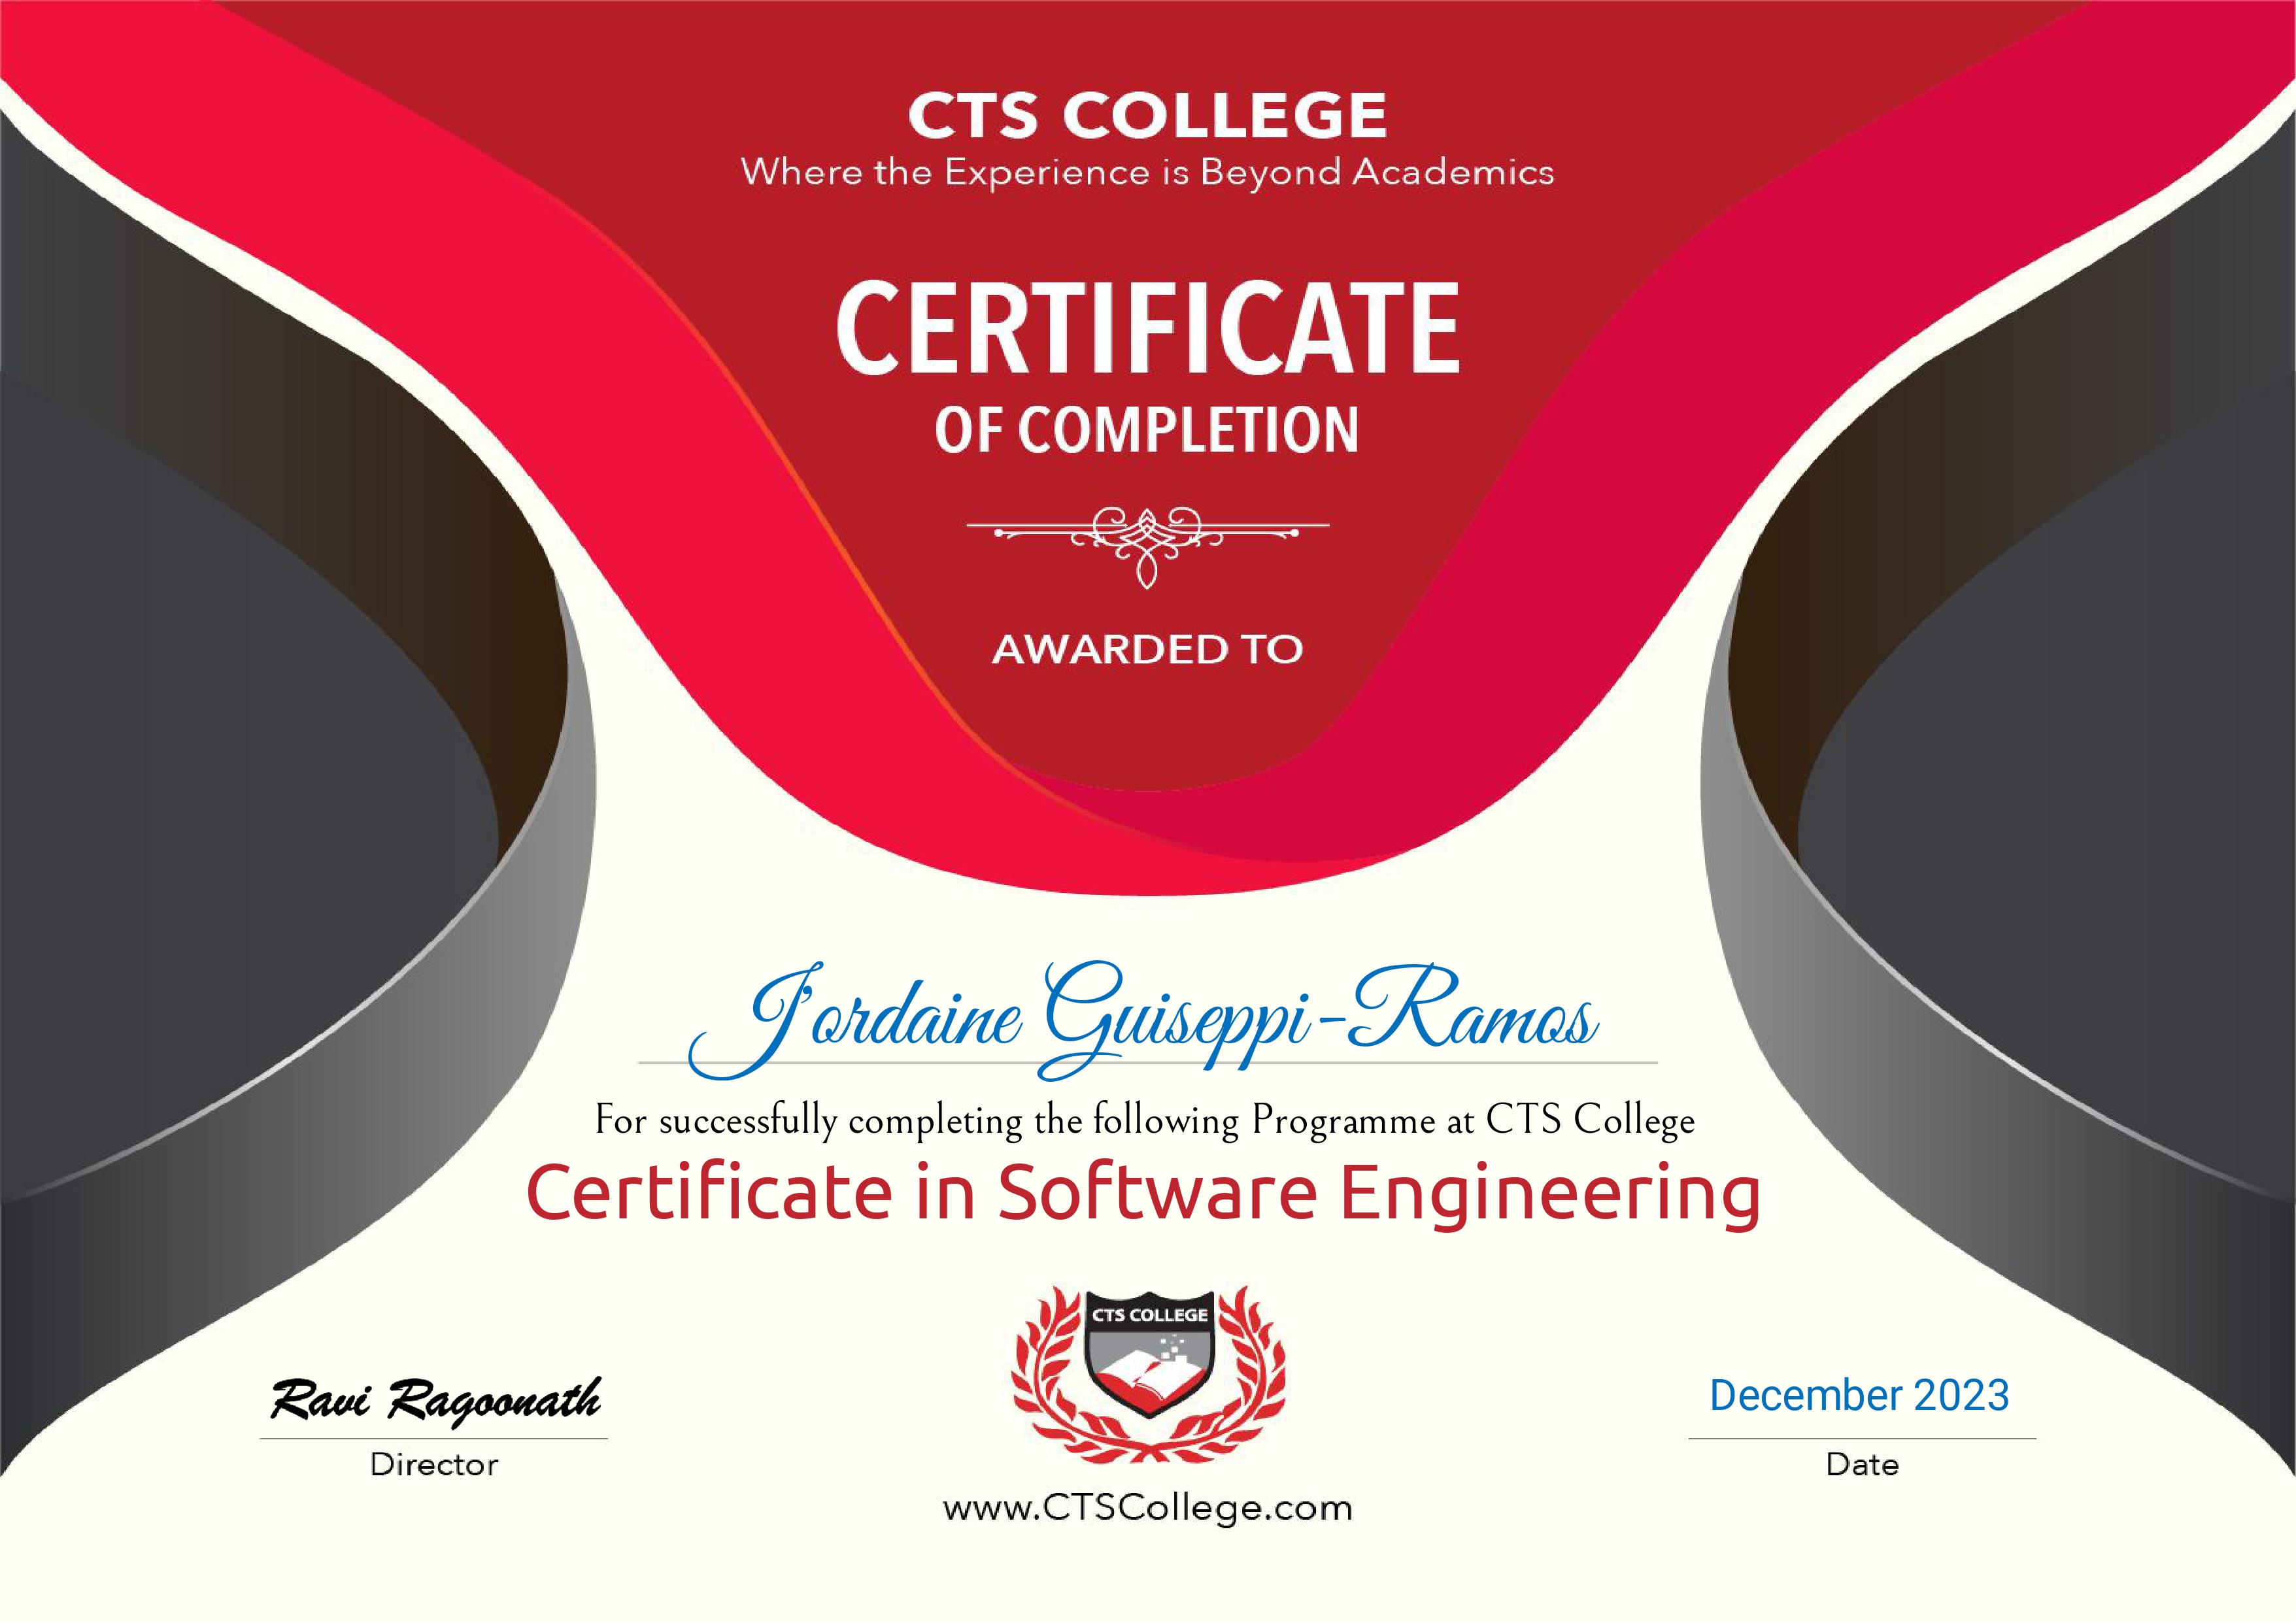 CTS COLLEGE
Where the Experience is Beyond Academics
CERTIFICATE
OF COMPLETION
AWARDED TO
J'ordaine Guiseppi-Ramos
For successfully completing the following Programme at CTS College
Certificate in Software Engineering
CTS COLLEGE
Ravi Ragoonath
December 2023
Director
Date
www.CTSCollege.com